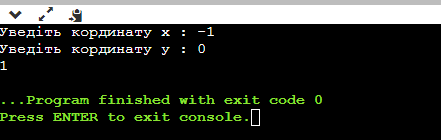 Уведіть кординату x : -1
Уведіть кординату y : 0
1
...Program finished with exit code 0
Press ENTER to exit console.